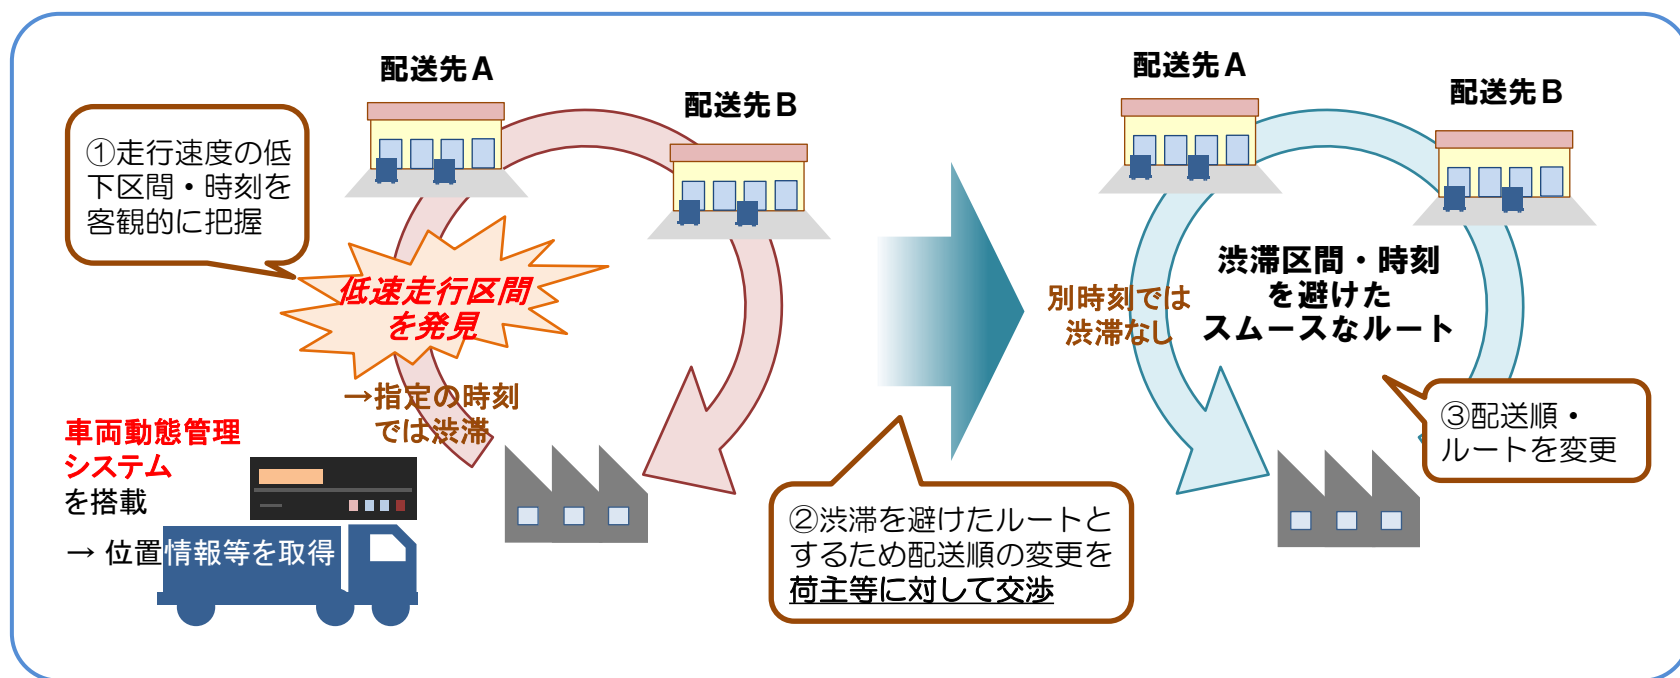 配送先A
配送先B
①走行速度の低
下区間・時刻を
客観的に把握
低速走行区間
を発見
→指定の時刻
では渋滞
車両動態管理
システム
を搭載
→ 位置情報等を取得
②渋滞を避けたルートと
するため配送順の変更を
荷主等に対して交渉
配送先A
配送先B
別時刻では
渋滞なし
渋滞区間・時刻
を避けた
スムースなルート
③配送順・
ルートを変更